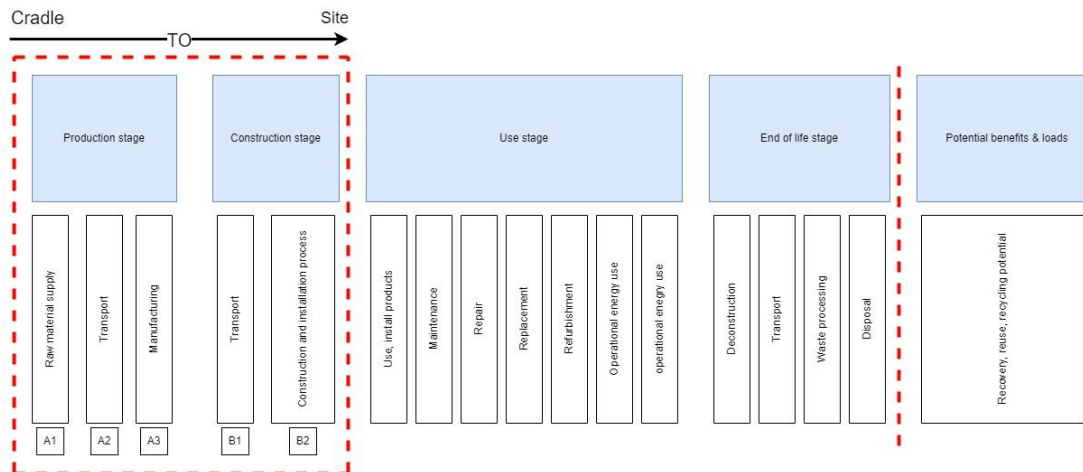 Cradle
Site
TO
Production stage
Construction stage
Use stage
End of life stage
Potential benefits & loads
Raw material supply
Transport
Manufacturing
Transport
Construction and installation process
Use, install products
Maintenance
Repair
Replacement
Refurbishment
Operational energy use
operational enegry use
Deconstruction
Transport
Waste processing
Disposal
Recovery, reuse, recycling potential
A1
A2
A3
B1
B2